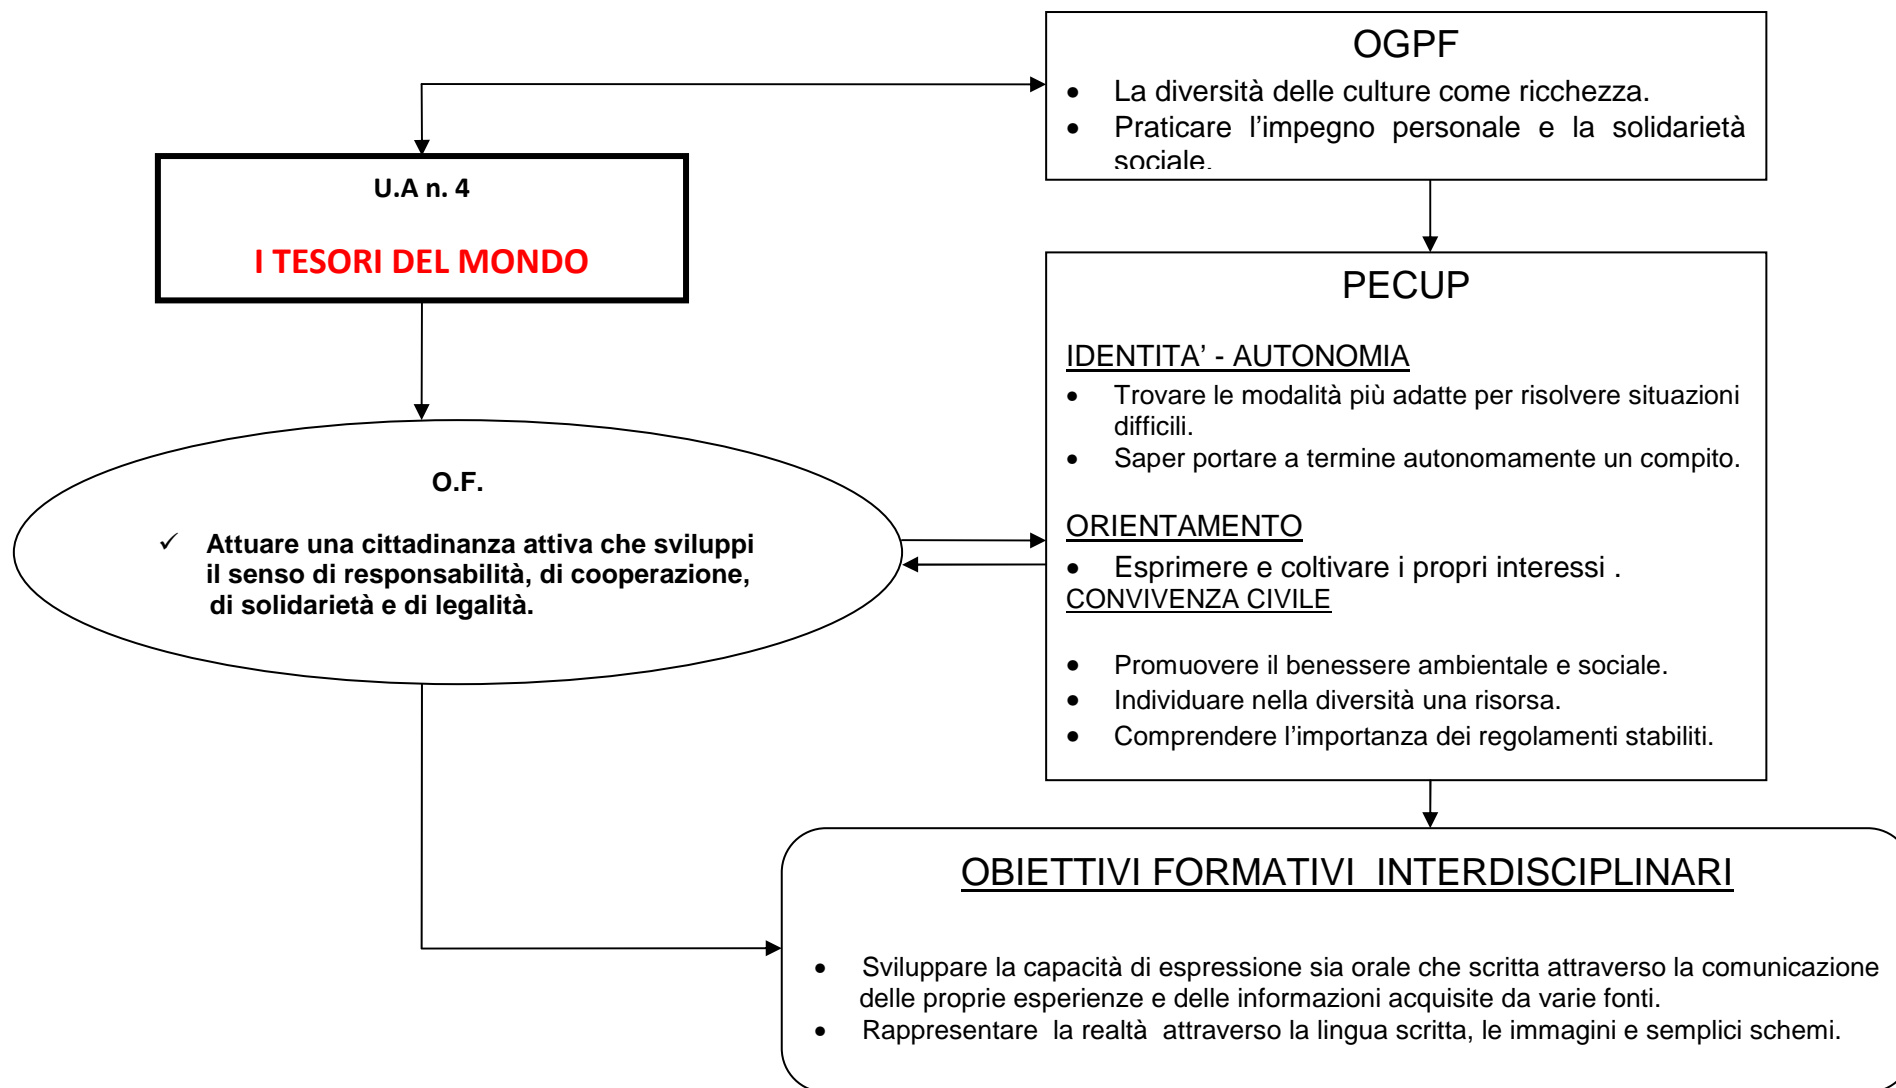 OGPF
• La diversità delle culture come ricchezza.
• Praticare l’impegno personale e la solidarietà
sociale.
U.A n. 4
I TESORI DEL MONDO
PECUP
IDENTITA’ - AUTONOMIA
• Trovare le modalità più adatte per risolvere situazioni
difficili.
• Saper portare a termine autonomamente un compito.
ORIENTAMENTO
• Esprimere e coltivare i propri interessi .
CONVIVENZA CIVILE
• Promuovere il benessere ambientale e sociale.
• Individuare nella diversità una risorsa.
• Comprendere l’importanza dei regolamenti stabiliti.
O.F.
✓ Attuare una cittadinanza attiva che sviluppi
il senso di responsabilità, di cooperazione,
di solidarietà e di legalità.
OBIETTIVI FORMATIVI  INTERDISCIPLINARI
• Sviluppare la capacità di espressione sia orale che scritta attraverso la comunicazione
delle proprie esperienze e delle informazioni acquisite da varie fonti.
• Rappresentare  la realtà  attraverso la lingua scritta, le immagini e semplici schemi.